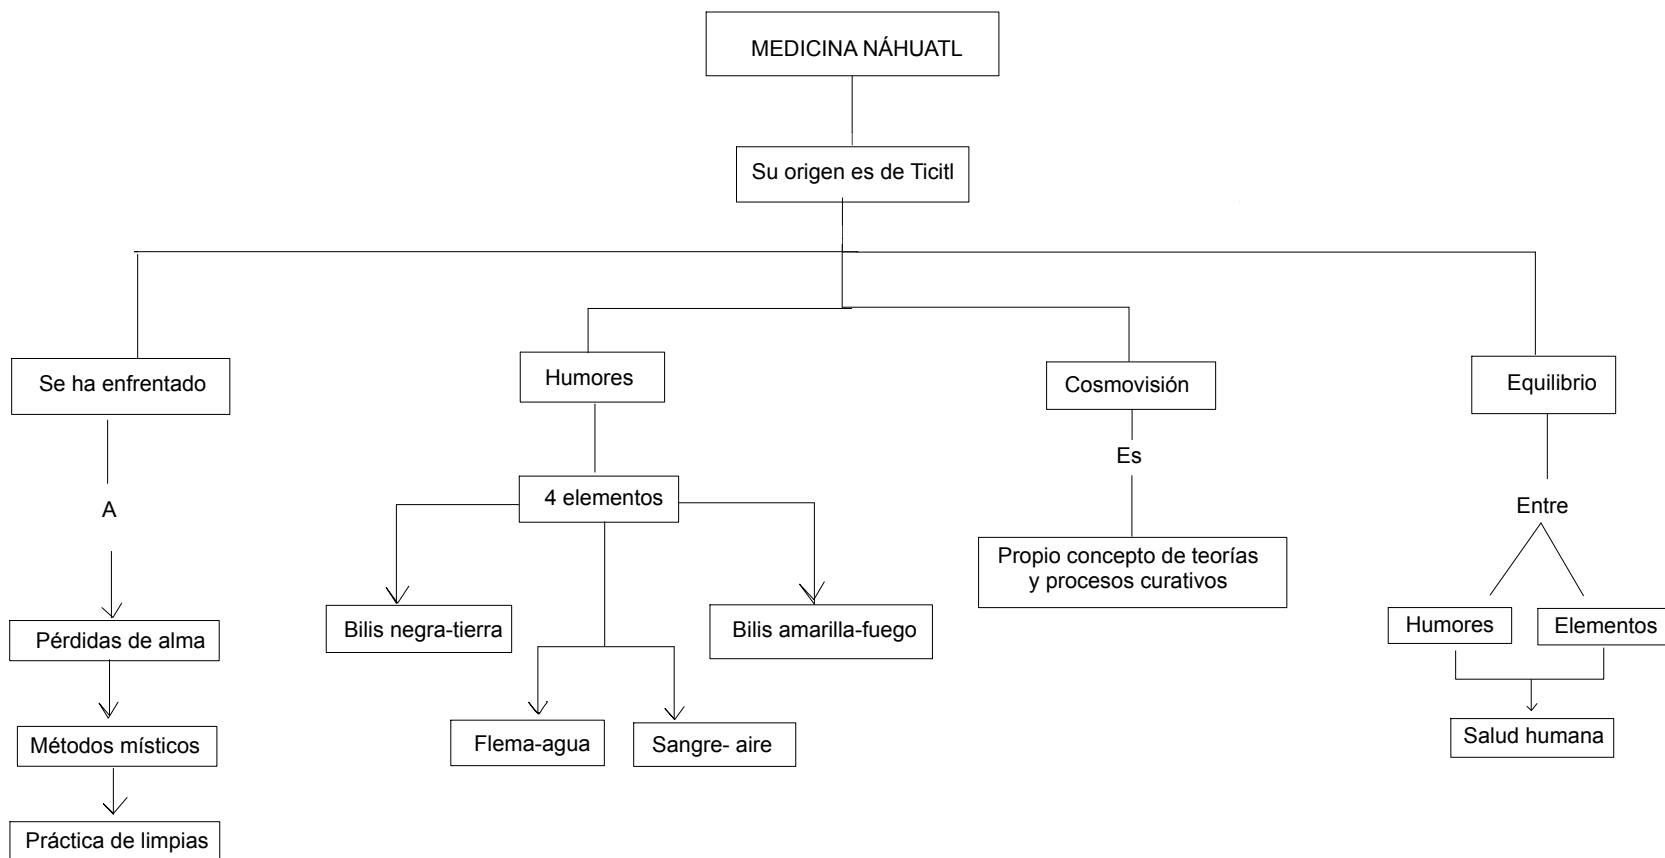 MEDICINA NÁHUATL
Su origen es de Ticitl
Se ha enfrentado
A
Pérdidas de alma
Métodos místicos
Práctica de limpias
Humores
4 elementos
Bilis negra-tierra
Bilis amarilla-fuego
Flema-agua
Sangre- aire
Cosmovisión
Es
Propio concepto de teorías
y procesos curativos
Equilibrio
Entre
Humores
Elementos
Salud humana